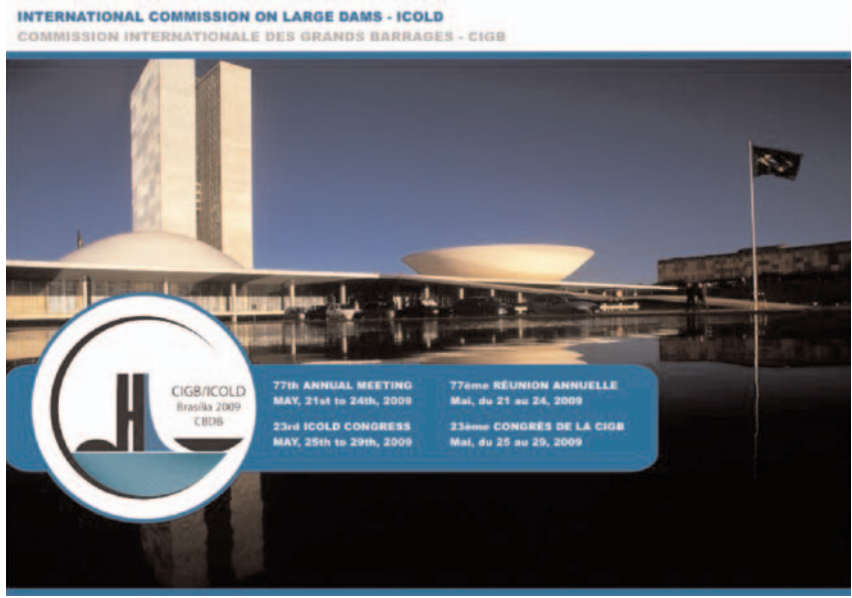 INTERNATIONAL COMMISSION ON LARGE DAMS - ICOLD
COMMISSION INTERNATIONALE DES GRANDS BARRAGES - CIGB
CIGB/ICOLD
Brasília 2009
CBDB
77th ANNUAL MEETING
MAY, 21st to 24th, 2009
23rd ICOLD CONGRESS
MAY, 25th to 29th, 2009
77ème RÉUNION ANNUELLE
Mai, du 21 au 24, 2009
23ème CONGRÈS DE LA CIGB
Mai, du 25 au 29, 2009